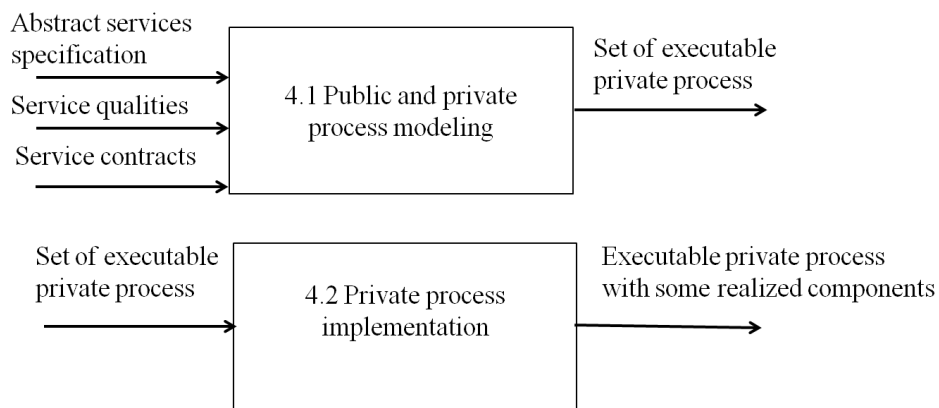 Abstract services
specification
Service qualities
Service contracts
4.1 Public and private
process modeling
Set of executable
private process
Set of executable
private process
4.2 Private process
implementation
Executable private process
with some realized components